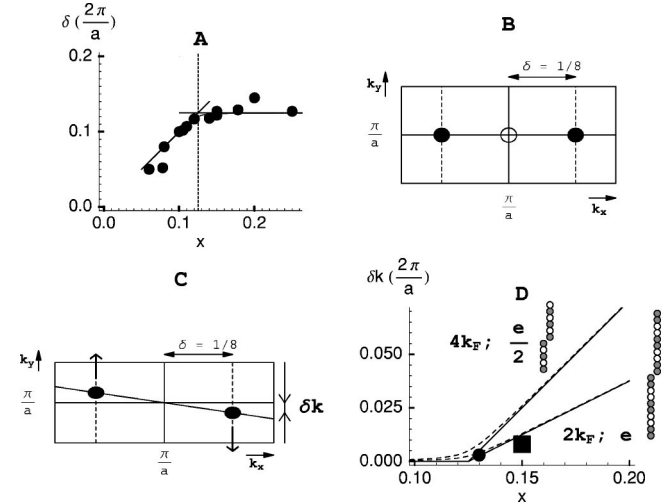 δ (2π/a)
A
0.2
0.1
0.0
0.0 0.1 0.2
x
B
δ = 1/8
k_y
π/a
π/a
k_x
C
δ = 1/8
k_y
π/a
δk
π/a
k_x
δk (2π/a)
D
0.050
4k_F; e/2
0.025
2k_F; e
0.000
0.10 0.15 0.20
x